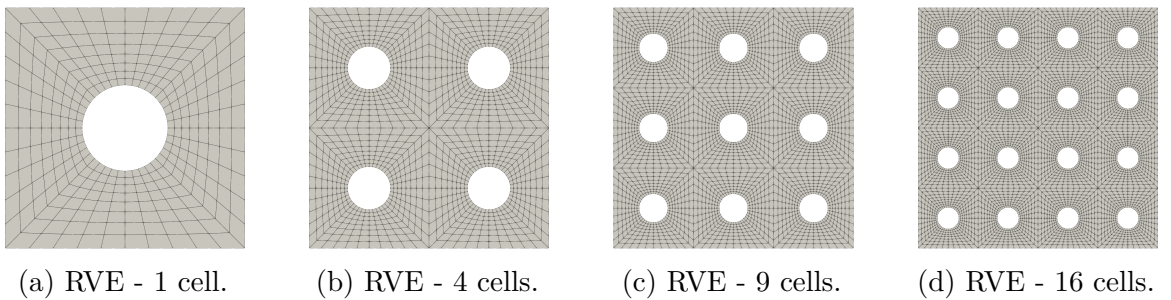 (a) RVE - 1 cell.
(b) RVE - 4 cells.
(c) RVE - 9 cells.
(d) RVE - 16 cells.